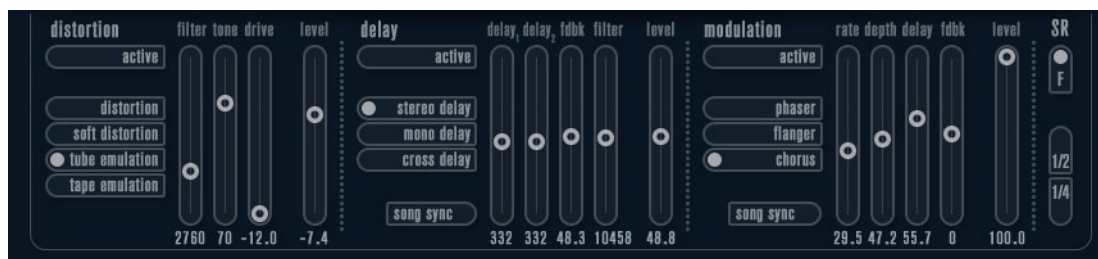 distortion filter tone drive level delay delay1 delay2 fdbk filter level modulation rate depth delay fdbk level SR
active active active
F
distortion stereo delay phaser
soft distortion mono delay flanger
tube emulation cross delay chorus 1/2
tape emulation 1/4
song sync song sync
2760 70 -12.0 -7.4 332 332 48.3 10458 48.8 29.5 47.2 55.7 0 100.0